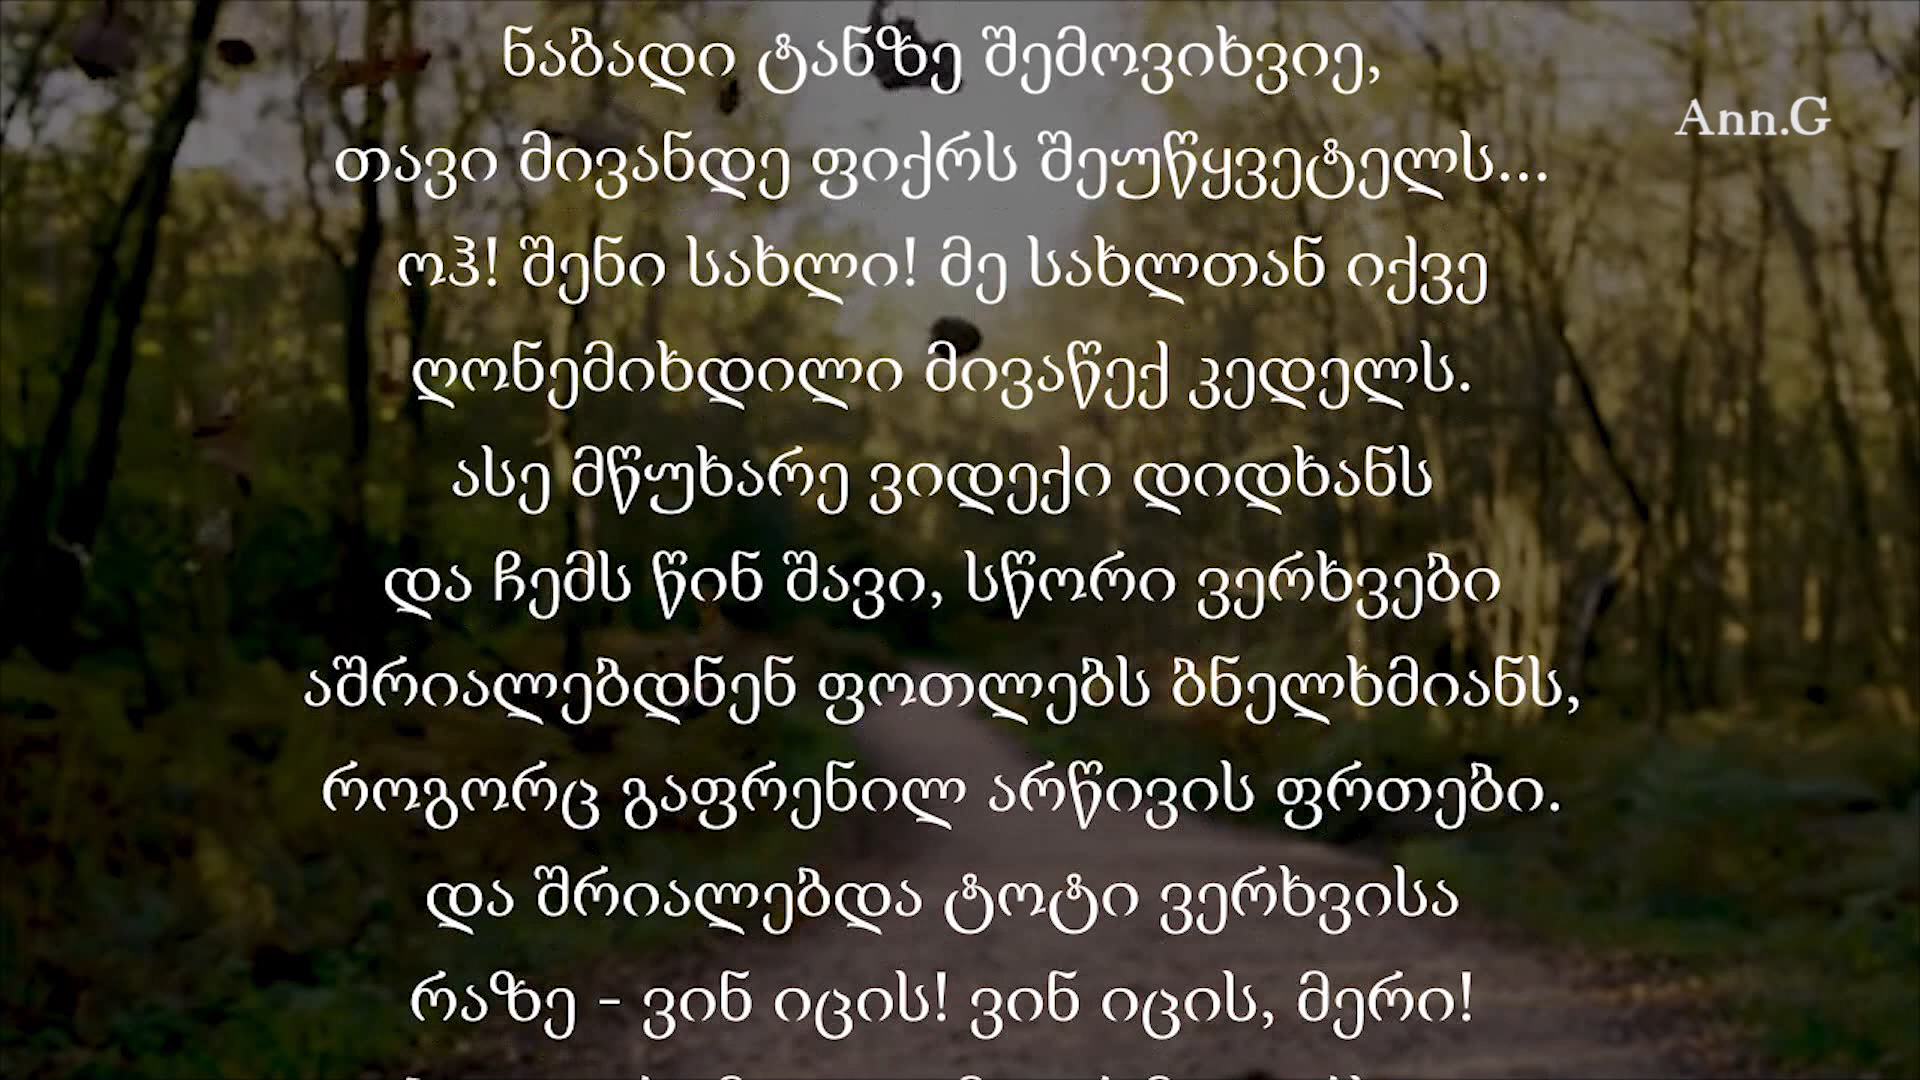 ნაბადი ტანზე შემოვიხვიე,
Ann.G
თავი მივანდე ფიქრს შეუწყვეტელს...
ოჰ! შენი სახლი! მე სახლთან იქვე
ღონემიხდილი მივაწექ კედელს.
ასე მწუხარე ვიდექი დიდხანს
და ჩემს წინ შავი, სწორი ვერხვები
აშრიალებდნენ ფოთლებს ბნელხმიანს,
როგორც გაფრენილ არწივის ფრთები.
და შრიალებდა ტოტი ვერხვისა
რაზე - ვინ იცის! ვინ იცის, მერი!